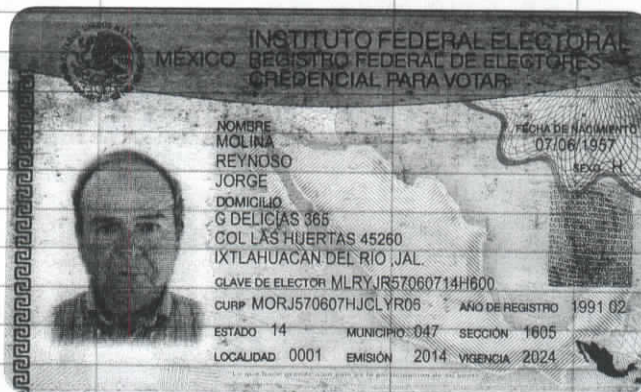 MÉXICO
INSTITUTO FEDERAL ELECTORAL
REGISTRO FEDERAL DE ELECTORES
CREDENCIAL PARA VOTAR
NOMBRE
MOLINA
REYNOSO
JORGE
FECHA DE NACIMIENTO
07/06/1957
SEXO H
DOMICILIO
G DELICIAS 365
COL LAS HUERTAS 45260
IXTLAHUACAN DEL RIO ,JAL.
CLAVE DE ELECTOR MLRYJR57060714H600
CURP MORJ570607HJCLYR05 AÑO DE REGISTRO 1991 02
ESTADO 14 MUNICIPIO 047 SECCIÓN 1605
LOCALIDAD 0001 EMISIÓN 2014 VIGENCIA 2024